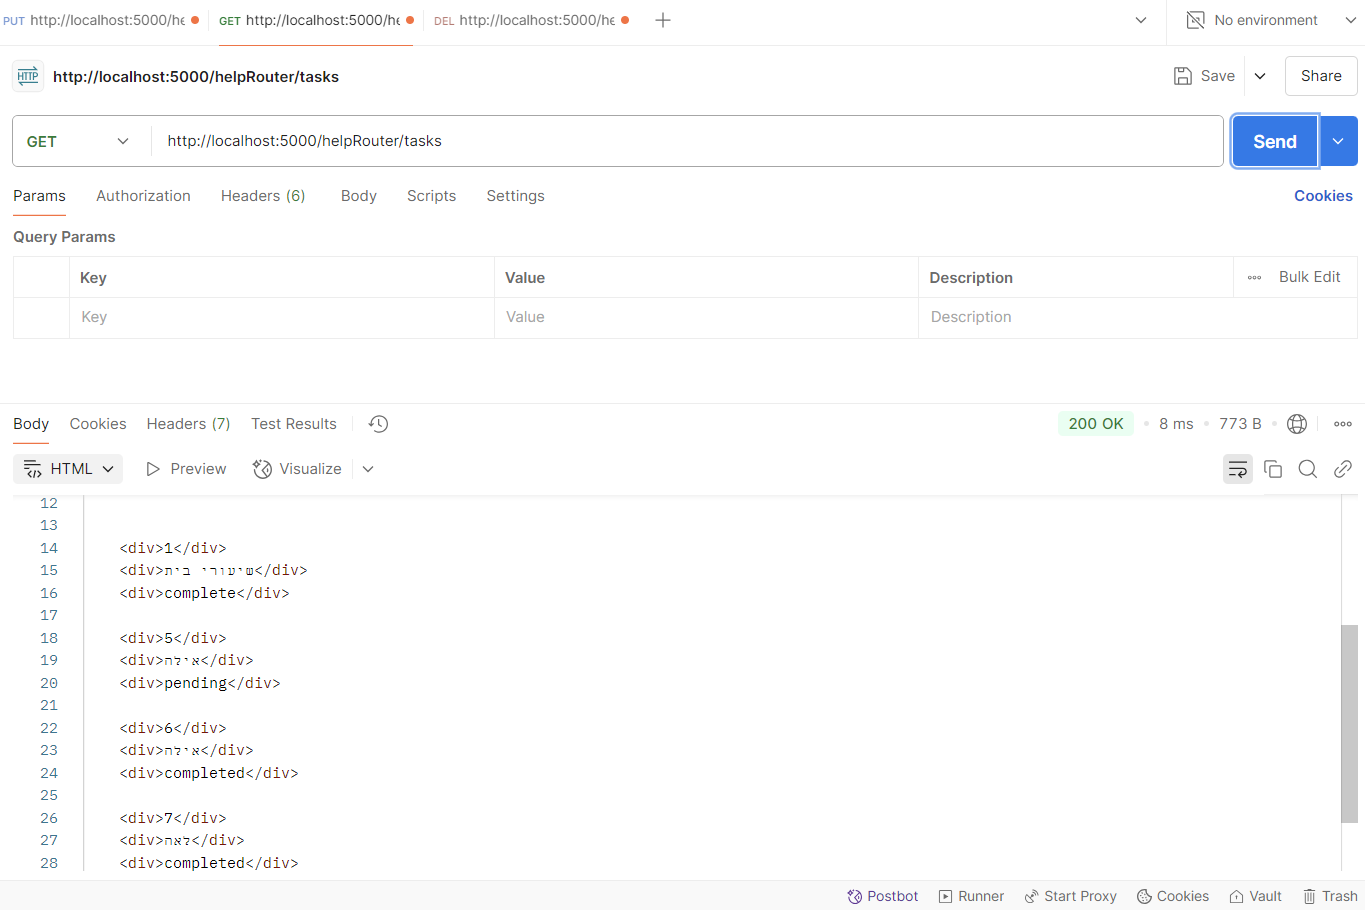 PUT http://localhost:5000/he
GET http://localhost:5000/he
DEL http://localhost:5000/he
No environment
HTTP http://localhost:5000/helpRouter/tasks
Save
Share
GET http://localhost:5000/helpRouter/tasks
Send
Params Authorization Headers (6) Body Scripts Settings Cookies
Query Params
Key Value Description Bulk Edit
Key Value Description
Body Cookies Headers (7) Test Results 200 OK 8 ms 773 B
HTML Preview Visualize
12
13
14 <div>1</div>
15 <div>שיעורי בית</div>
16 <div>complete</div>
17
18 <div>5</div>
19 <div>אילח</div>
20 <div>pending</div>
21
22 <div>6</div>
23 <div>אילח</div>
24 <div>completed</div>
25
26 <div>7</div>
27 <div>לאח</div>
28 <div>completed</div>
Postbot Runner Start Proxy Cookies Vault Trash